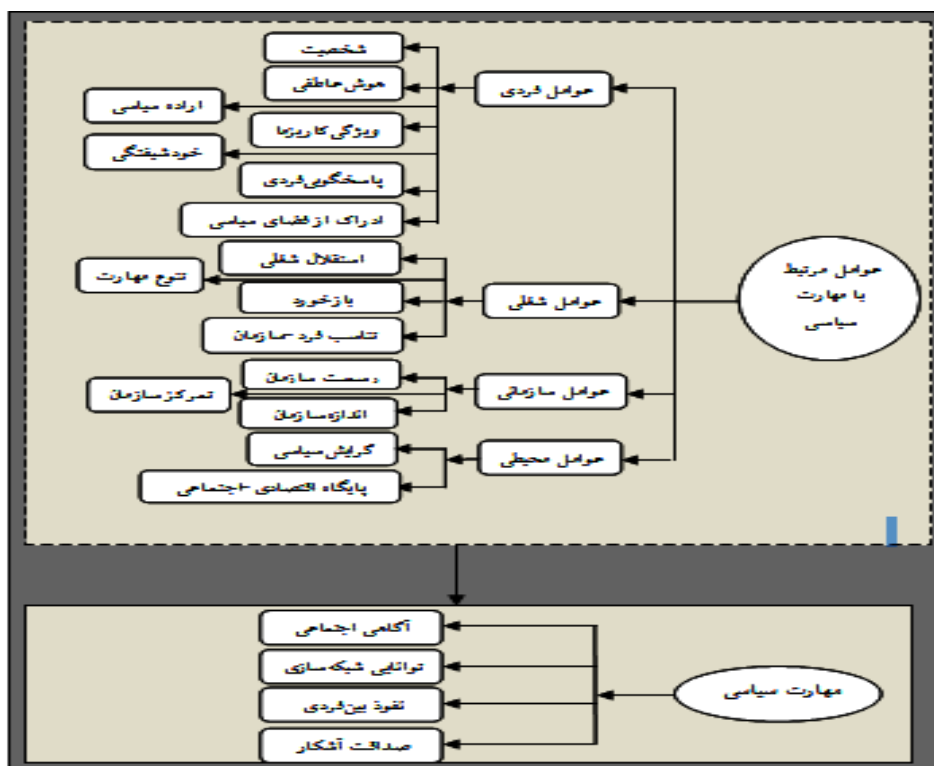 عوامل مرتبط
با مهارت
سیاسی
عوامل فردی
شخصیت
هوش عاطفی
اراده سیاسی
ویژگی کاریزما
خودشیفتگی
پاسخگویی فردی
ادراک از فضای سیاسی
عوامل شغلی
استقلال شغلی
تنوع مهارت
بازخورد
تناسب فرد-سازمان
عوامل سازمانی
رسمیت سازمان
تمرکز سازمان
اندازه سازمان
عوامل محیطی
گرایش سیاسی
پایگاه اقتصادی-اجتماعی
مهارت سیاسی
آگاهی اجتماعی
توانایی شبکه‌سازی
نفوذ بین‌فردی
صداقت آشکار